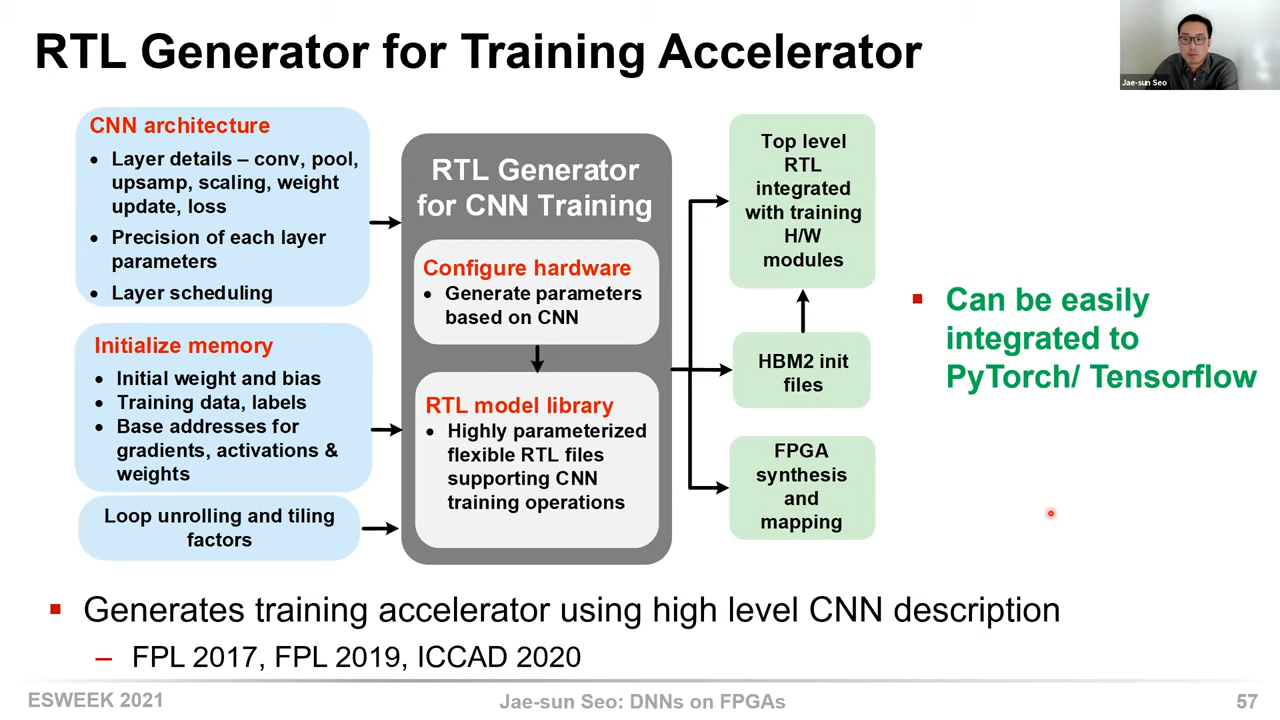 RTL Generator for Training Accelerator
Jae-sun Seo
CNN architecture
• Layer details – conv, pool,
upsamp, scaling, weight
update, loss
• Precision of each layer
parameters
• Layer scheduling
Initialize memory
• Initial weight and bias
• Training data, labels
• Base addresses for
gradients, activations &
weights
Loop unrolling and tiling
factors
RTL Generator
for CNN Training
Configure hardware
• Generate parameters
based on CNN
RTL model library
• Highly parameterized
flexible RTL files
supporting CNN
training operations
Top level
RTL
integrated
with training
H/W
modules
HBM2 init
files
FPGA
synthesis
and
mapping
▪ Can be easily
integrated to
PyTorch/ Tensorflow
▪ Generates training accelerator using high level CNN description
– FPL 2017, FPL 2019, ICCAD 2020
ESWEEK 2021
Jae-sun Seo: DNNs on FPGAs
57